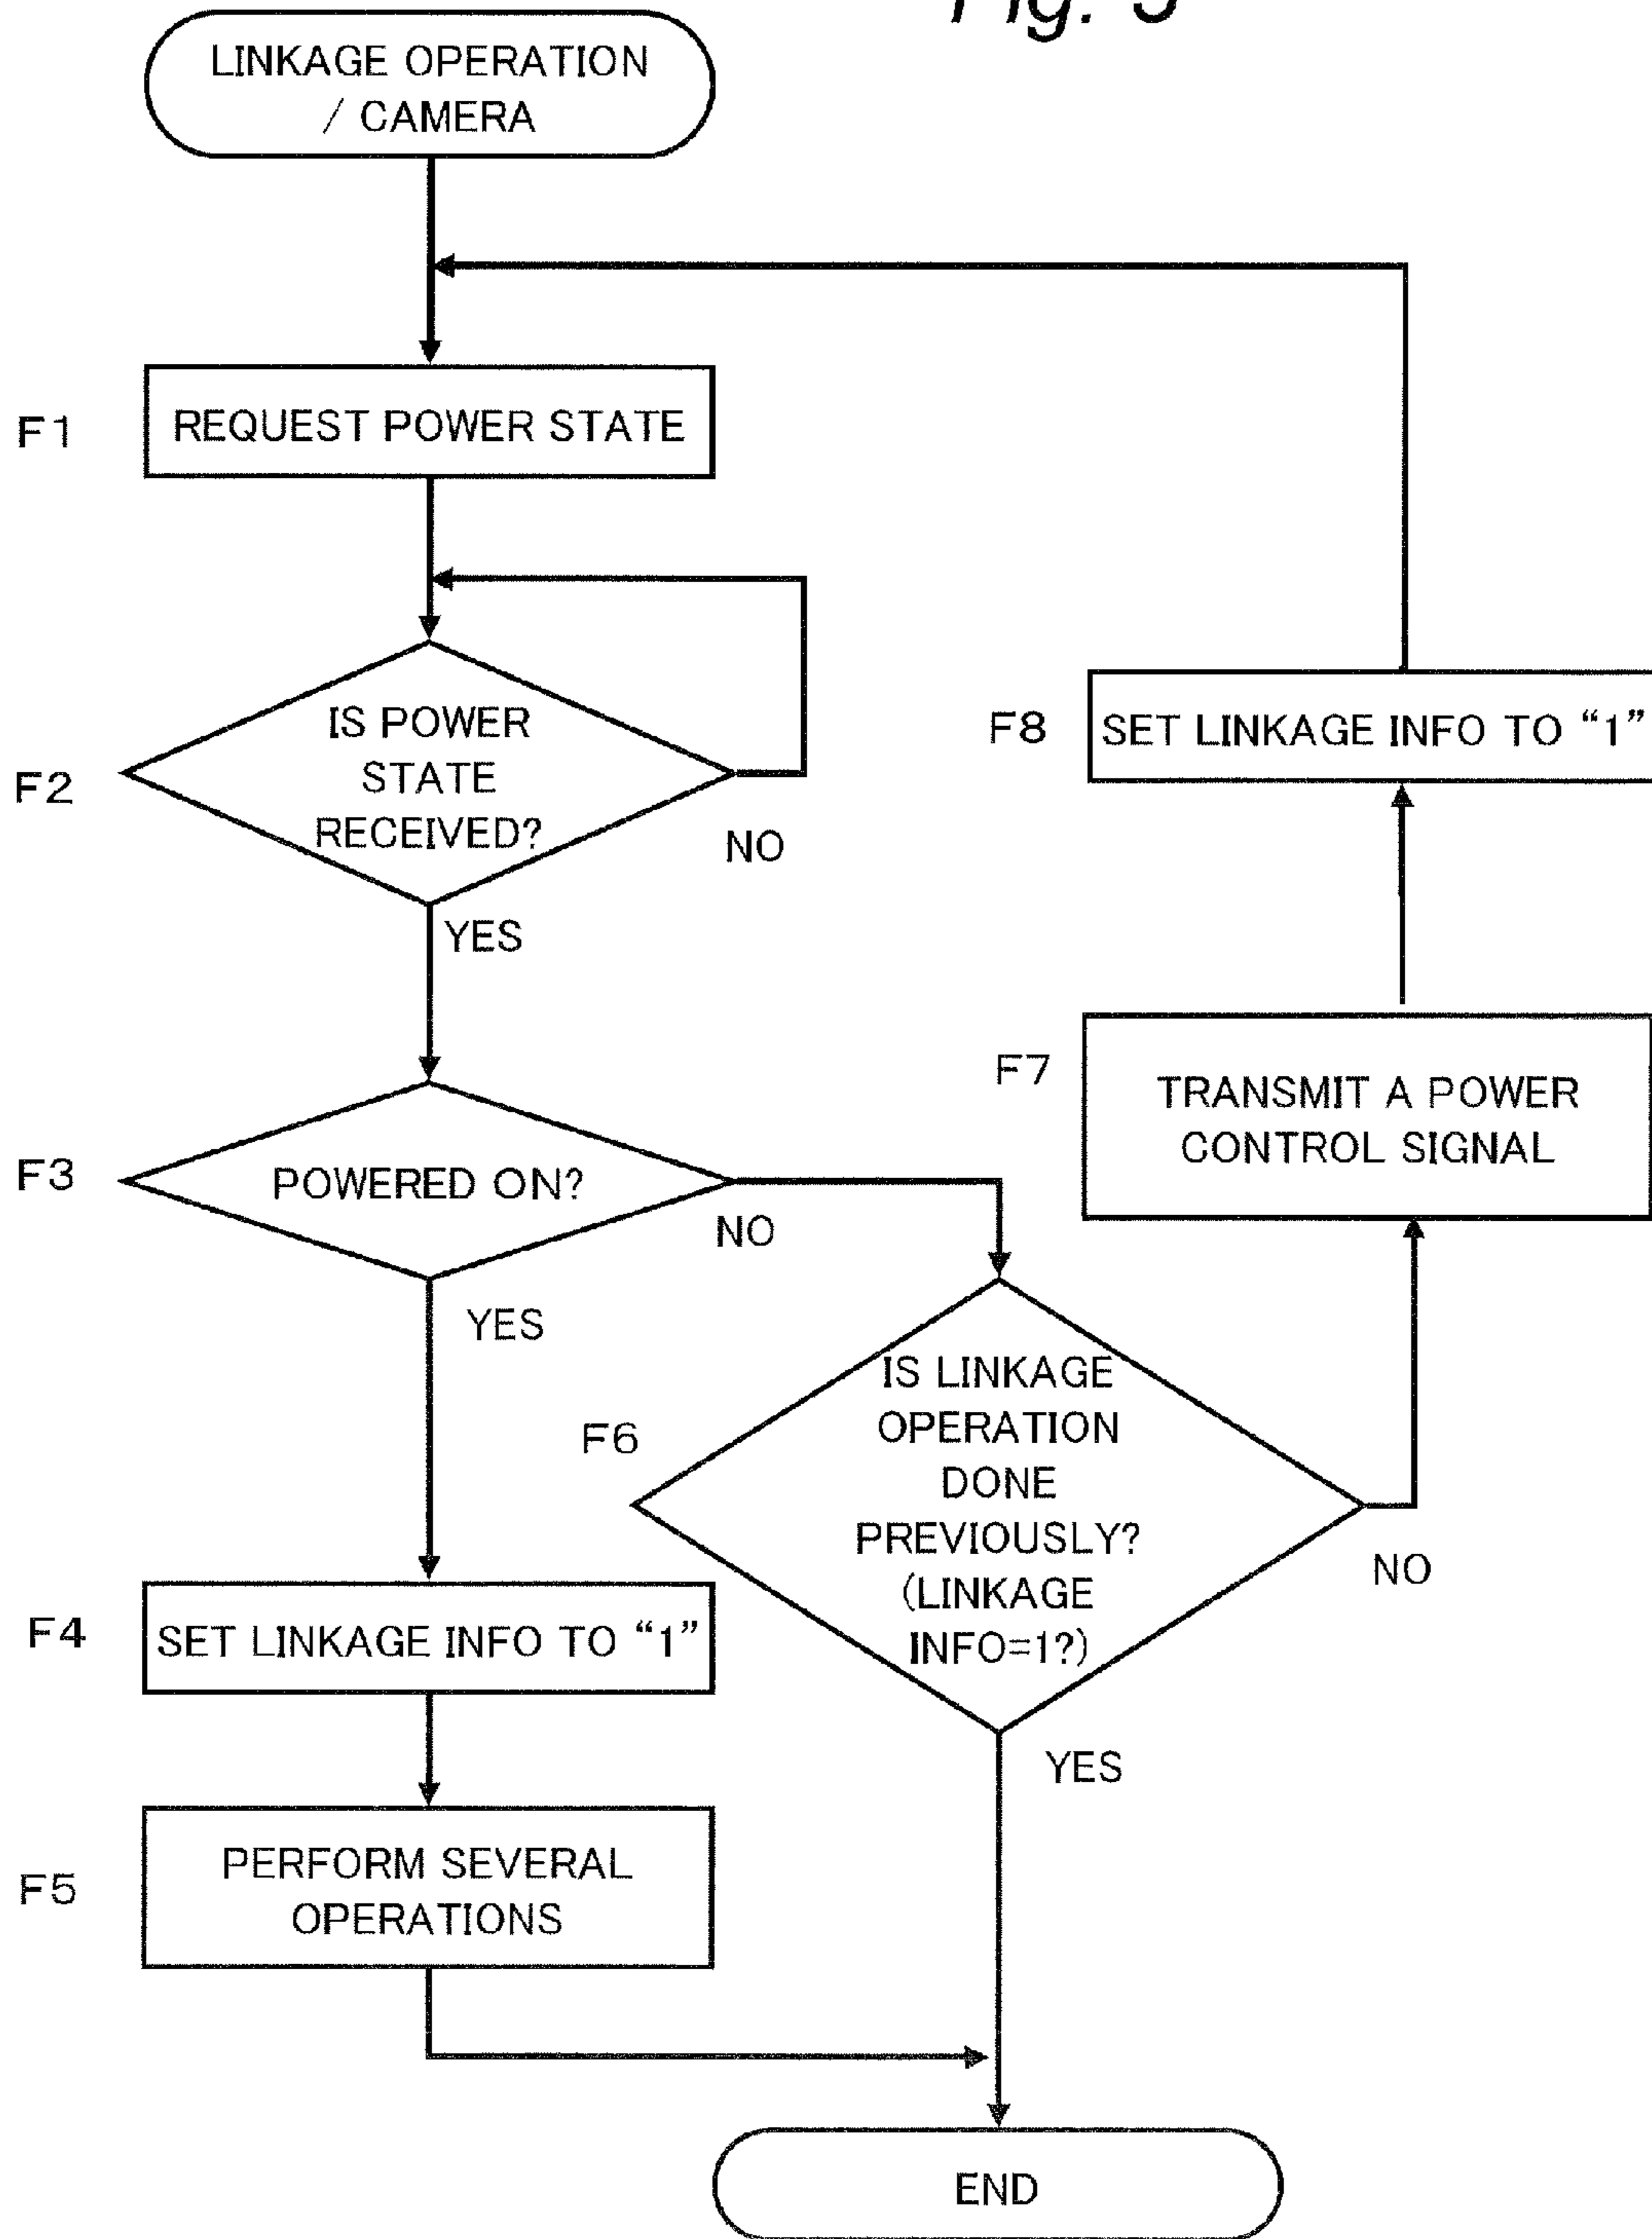 LINKAGE OPERATION
/ CAMERA
F1
REQUEST POWER STATE
F2
IS POWER
STATE
RECEIVED?
NO
YES
F3
POWERED ON?
NO
YES
F4
SET LINKAGE INFO TO “1”
F5
PERFORM SEVERAL
OPERATIONS
F6
IS LINKAGE
OPERATION
DONE
PREVIOUSLY?
(LINKAGE
INFO=1?)
NO
YES
F7
TRANSMIT A POWER
CONTROL SIGNAL
F8
SET LINKAGE INFO TO “1”
END